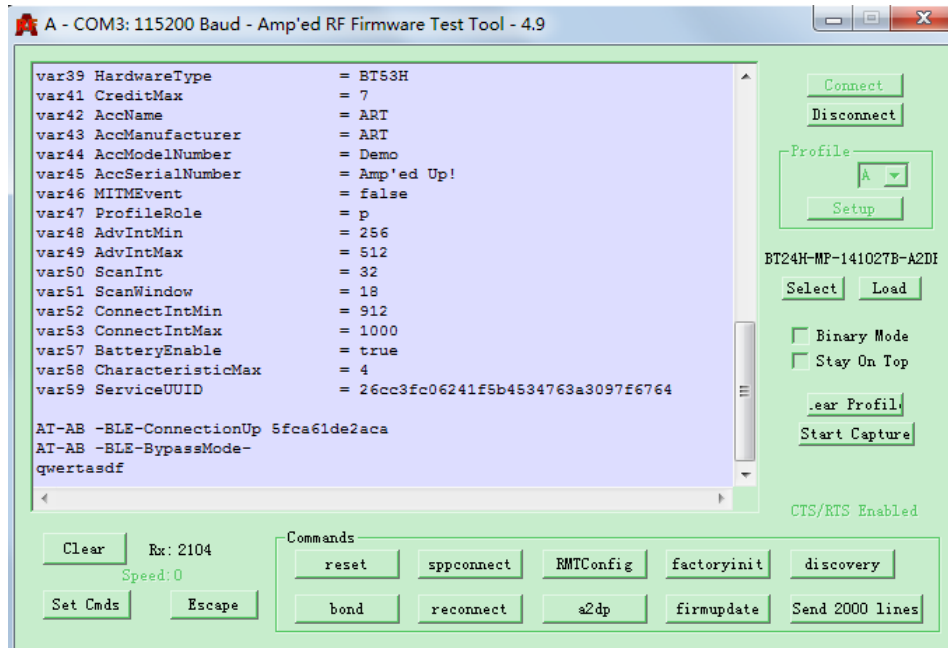 A - COM3: 115200 Baud - Amp'ed RF Firmware Test Tool - 4.9
var39 HardwareType = BT53H
var41 CreditMax = 7
var42 AccName = ART
var43 AccManufacturer = ART
var44 AccModelNumber = Demo
var45 AccSerialNumber = Amp'ed Up!
var46 MITMEvent = false
var47 ProfileRole = p
var48 AdvIntMin = 256
var49 AdvIntMax = 512
var50 ScanInt = 32
var51 ScanWindow = 18
var52 ConnectIntMin = 912
var53 ConnectIntMax = 1000
var57 BatteryEnable = true
var58 CharacteristicMax = 4
var59 ServiceUUID = 26cc3fc06241f5b4534763a3097f6764
AT-AB -BLE-ConnectionUp 5fca61de2aca
AT-AB -BLE-BypassMode-
qwertasdf
Connect
Disconnect
Profile
A
Setup
BT24H-MP-141027B-A2DI
Select Load
Binary Mode
Stay On Top
.ear Profil
Start Capture
CTS/RTS Enabled
Clear Rx: 2104
Speed:0
Set Cmds Escape
Commands
reset sppconnect RMTConfig factoryinit discovery
bond reconnect a2dp firmupdate Send 2000 lines